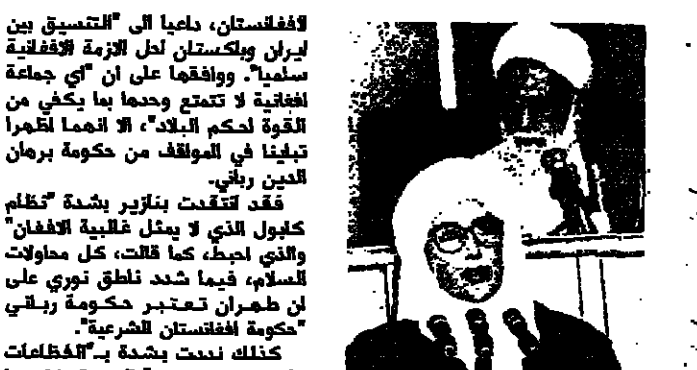 لافغانستان، داعيا الى "التنسيق بين
ايران وباكستان لحل الازمة الافغانية
سلميا". ووافقها على ان "اي جماعة
افغانية لا تتمتع وحدها بما يكفي من
القوة لحكم البلاد"، الا انهما اظهرا
تباينا في المواقف من حكومة برهان
الدين رباني.
فقد انتقدت بنازير بشدة "نظام
كابول الذي لا يمثل غالبية الافغان"
والذي احبط، كما قالت، كل محاولات
السلام، فيما شدد ناطق نوري على
ان طهران تعتبر حكومة رباني
"حكومة افغانستان الشرعية".
كذلك نددت بشدة بـ"الفظاعات